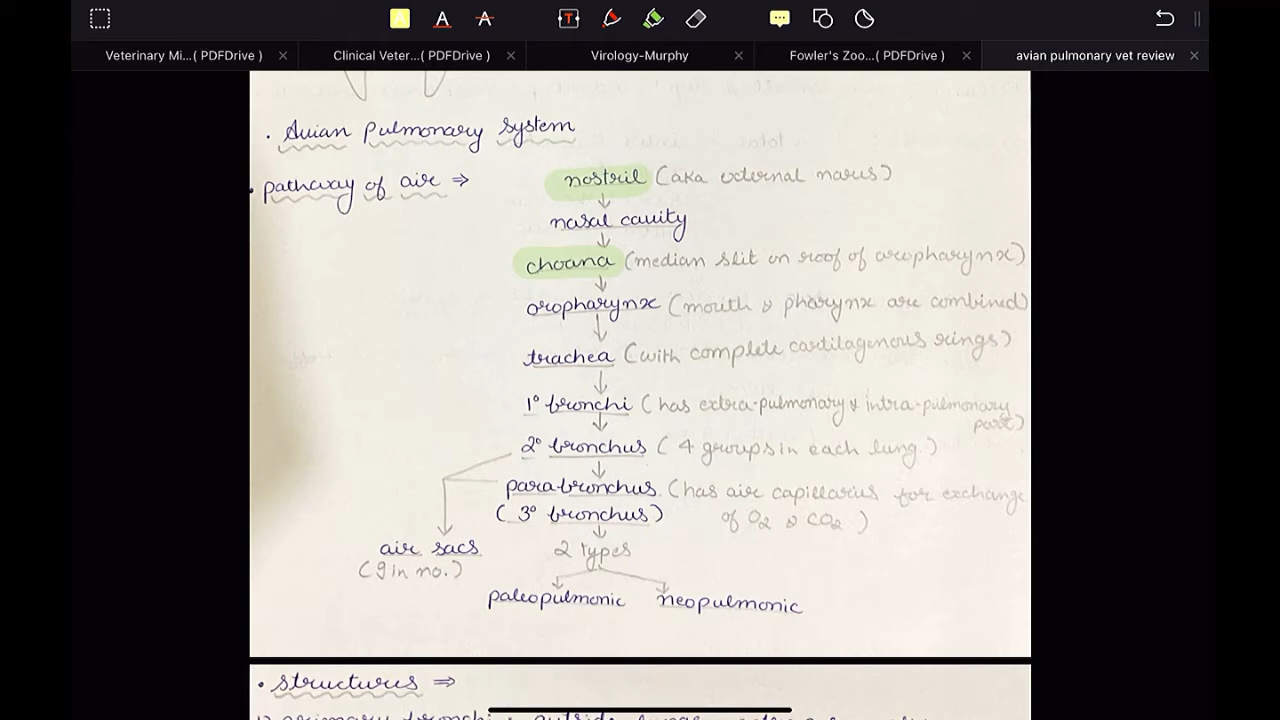 Veterinary Mi...( PDFDrive )
Clinical Veter...( PDFDrive )
Virology-Murphy
Fowler's Zoo...( PDFDrive )
avian pulmonary vet review
• Avian Pulmonary System
• pathway of air ⇒
nostril (aka external nares)
↓
nasal cavity
↓
choana (median slit on roof of oropharynx)
↓
oropharynx (mouth & pharynx are combined)
↓
trachea (with complete cartilagenous rings)
↓
1° bronchi (has extra-pulmonary & intra-pulmonary part)
↓
2° bronchus (4 groups in each lung)
↓
parabronchus (has air capillaries for exchange
(3° bronchus) of O2 & CO2)
↓
air sacs 2 types
(9 in no.)
paleopulmonic neopulmonic
• structures ⇒